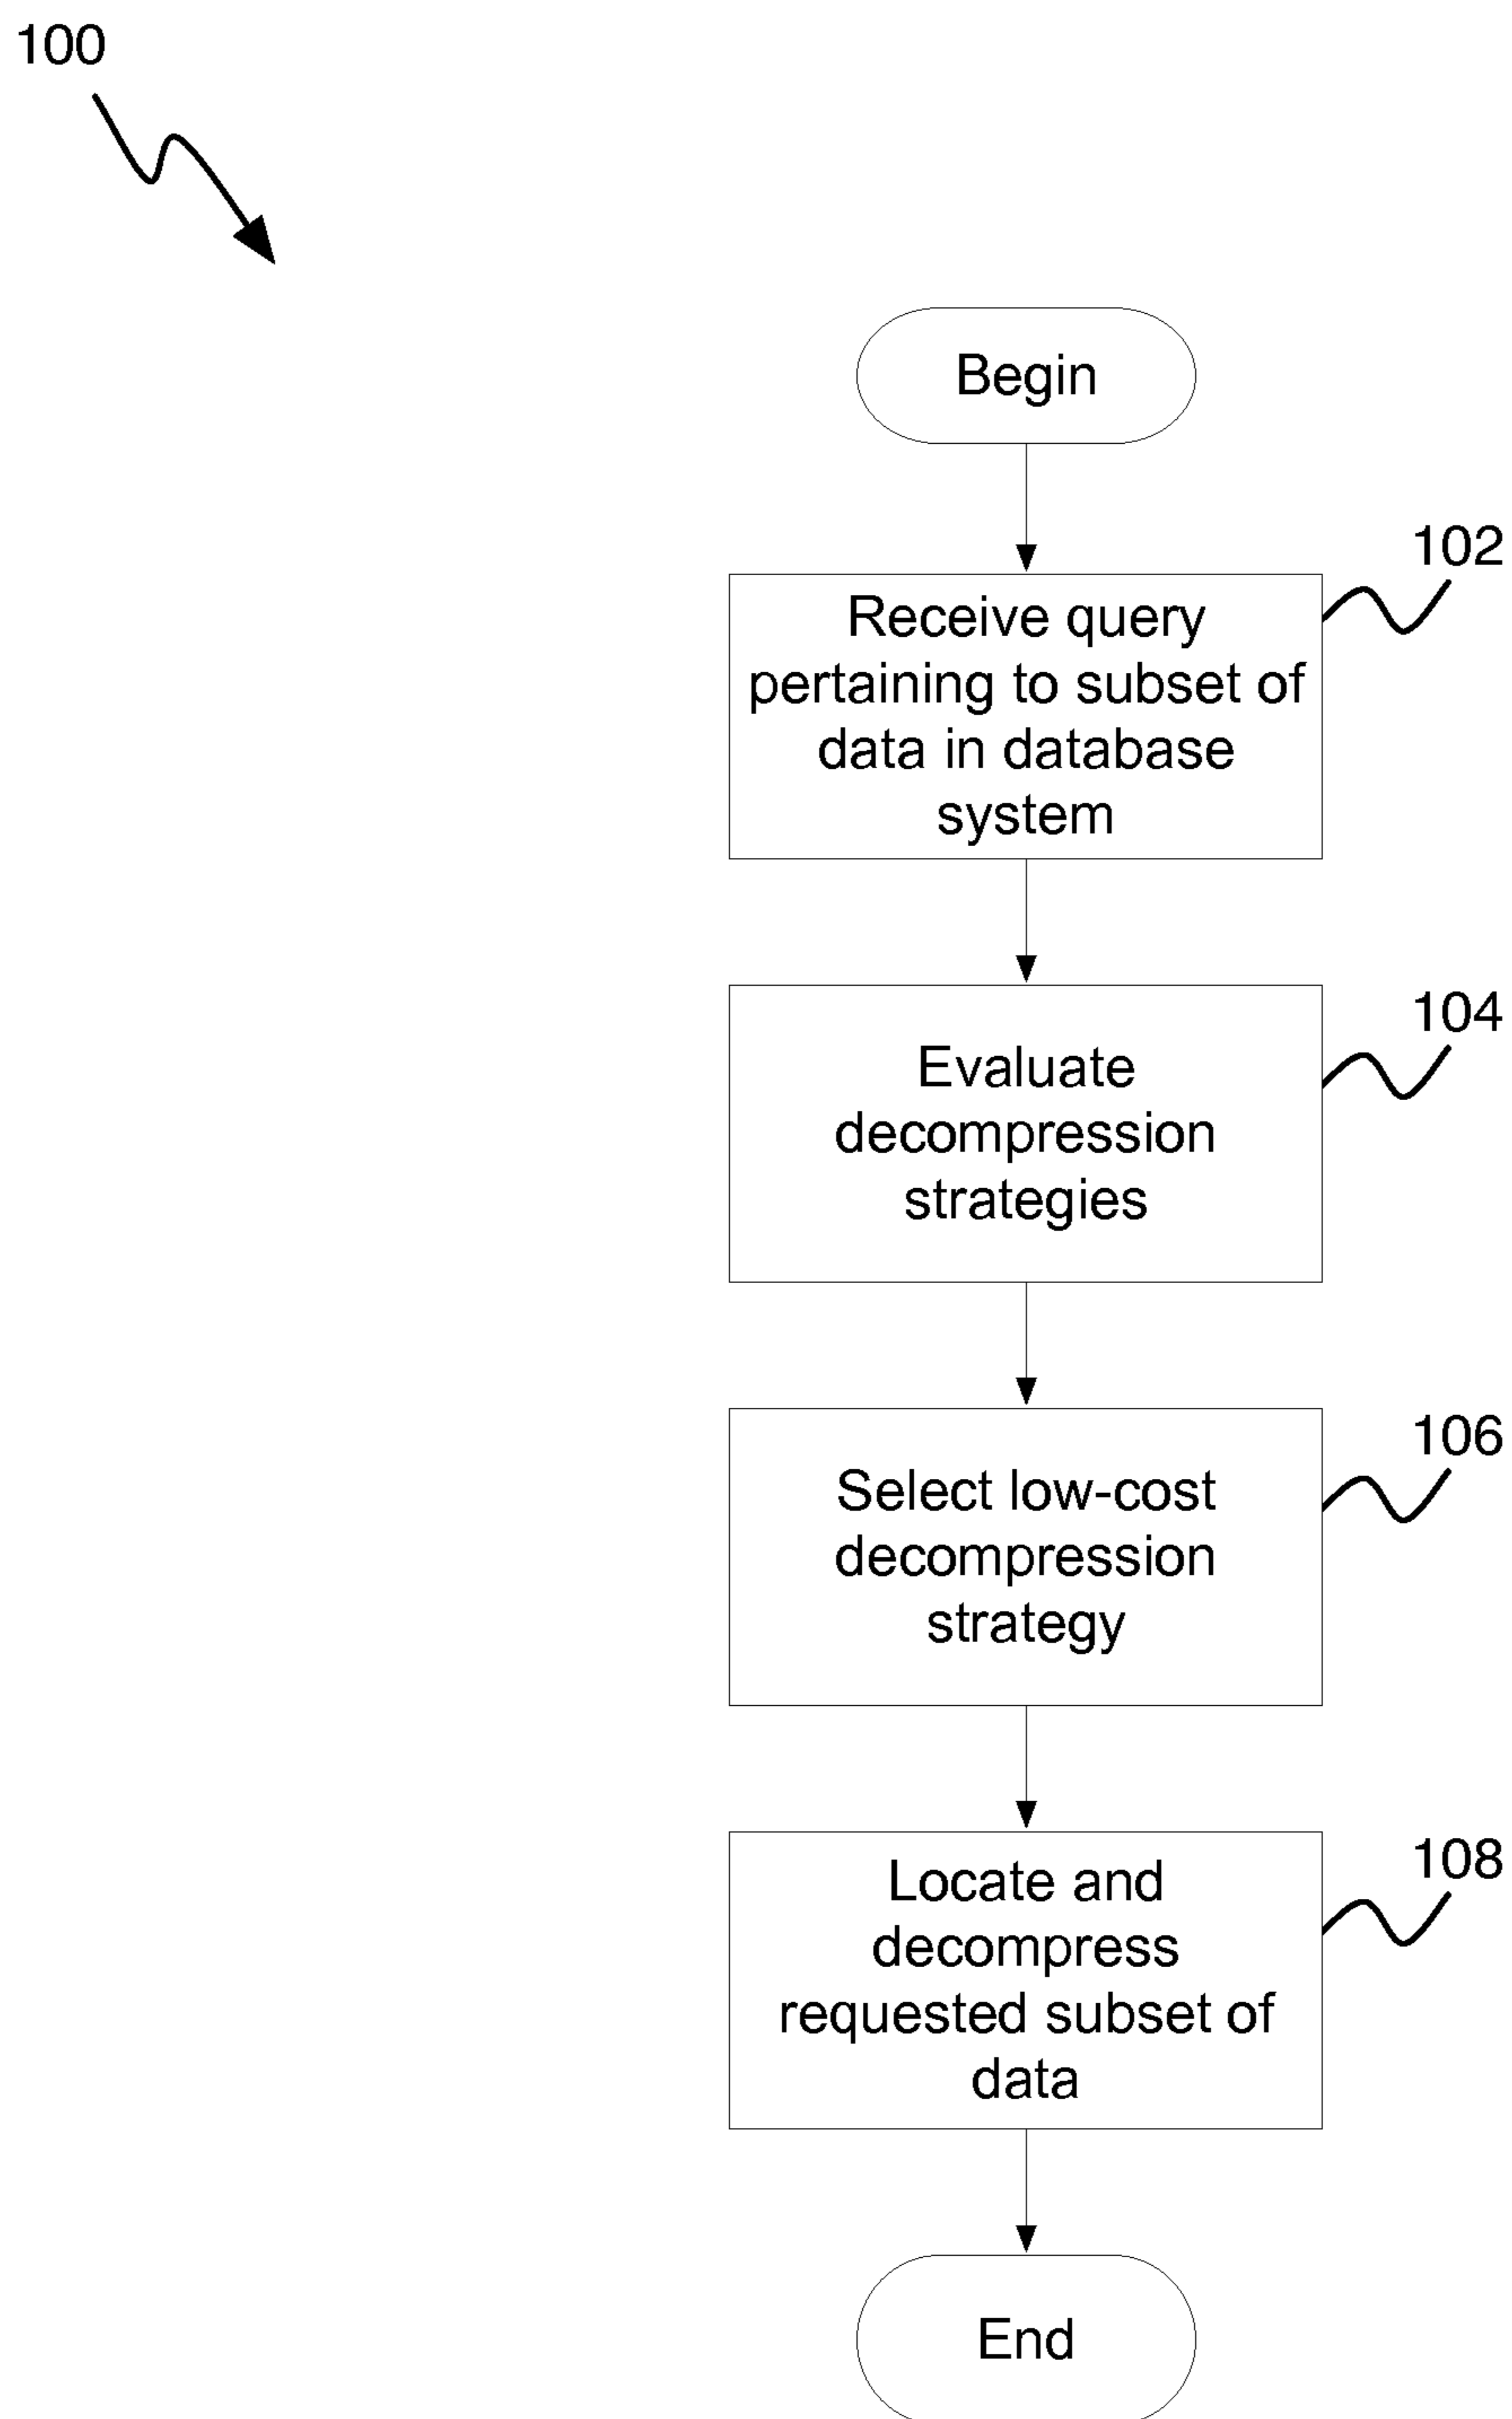 100
Begin
102
Receive query
pertaining to subset of
data in database
system
104
Evaluate
decompression
strategies
106
Select low-cost
decompression
strategy
108
Locate and
decompress
requested subset of
data
End